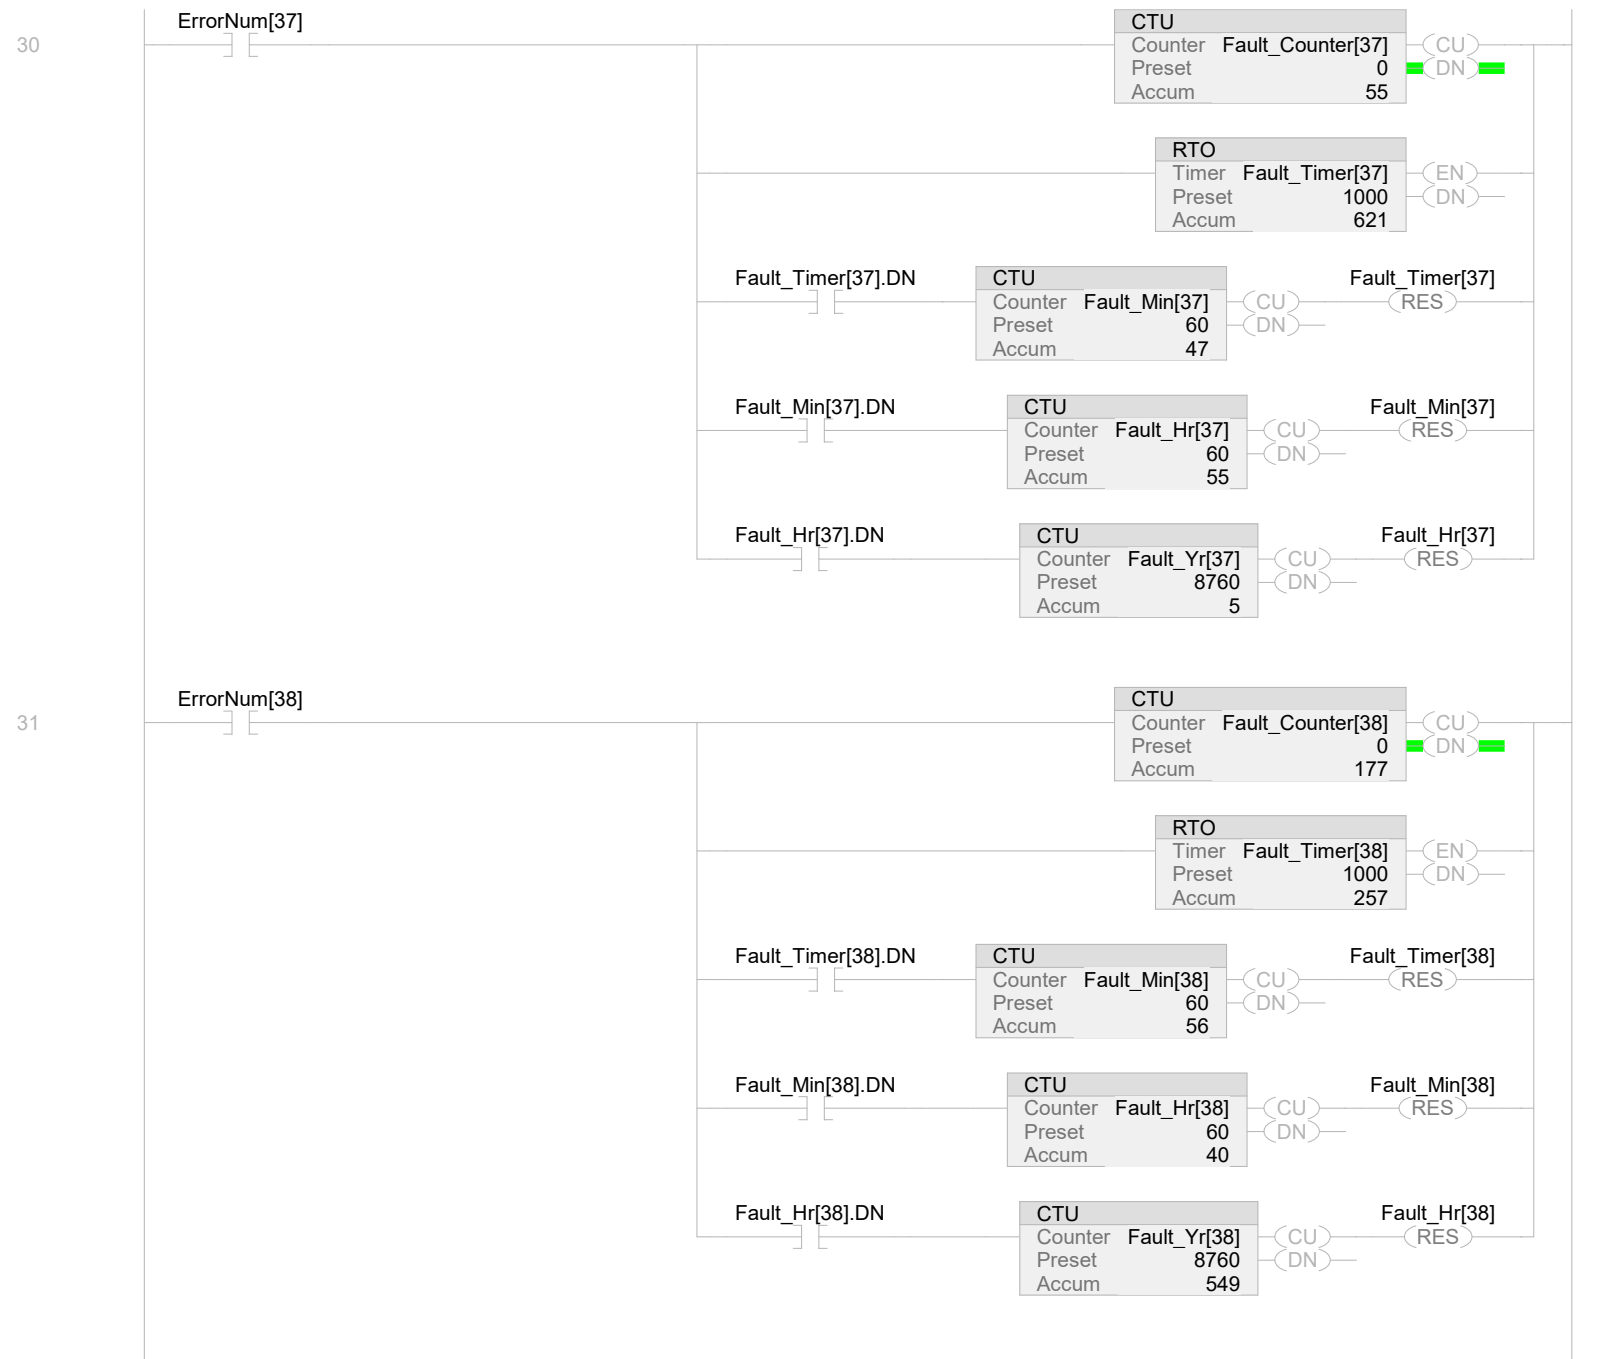 ErrorNum[37]
30
CTU
Counter Fault_Counter[37] CU
Preset 0 DN
Accum 55
RTO
Timer Fault_Timer[37] EN
Preset 1000 DN
Accum 621
Fault_Timer[37].DN
CTU
Fault_Timer[37]
Counter Fault_Min[37] CU RES
Preset 60 DN
Accum 47
Fault_Min[37].DN
CTU
Fault_Min[37]
Counter Fault_Hr[37] CU RES
Preset 60 DN
Accum 55
Fault_Hr[37].DN
CTU
Fault_Hr[37]
Counter Fault_Yr[37] CU RES
Preset 8760 DN
Accum 5
ErrorNum[38]
31
CTU
Counter Fault_Counter[38] CU
Preset 0 DN
Accum 177
RTO
Timer Fault_Timer[38] EN
Preset 1000 DN
Accum 257
Fault_Timer[38].DN
CTU
Fault_Timer[38]
Counter Fault_Min[38] CU RES
Preset 60 DN
Accum 56
Fault_Min[38].DN
CTU
Fault_Min[38]
Counter Fault_Hr[38] CU RES
Preset 60 DN
Accum 40
Fault_Hr[38].DN
CTU
Fault_Hr[38]
Counter Fault_Yr[38] CU RES
Preset 8760 DN
Accum 549